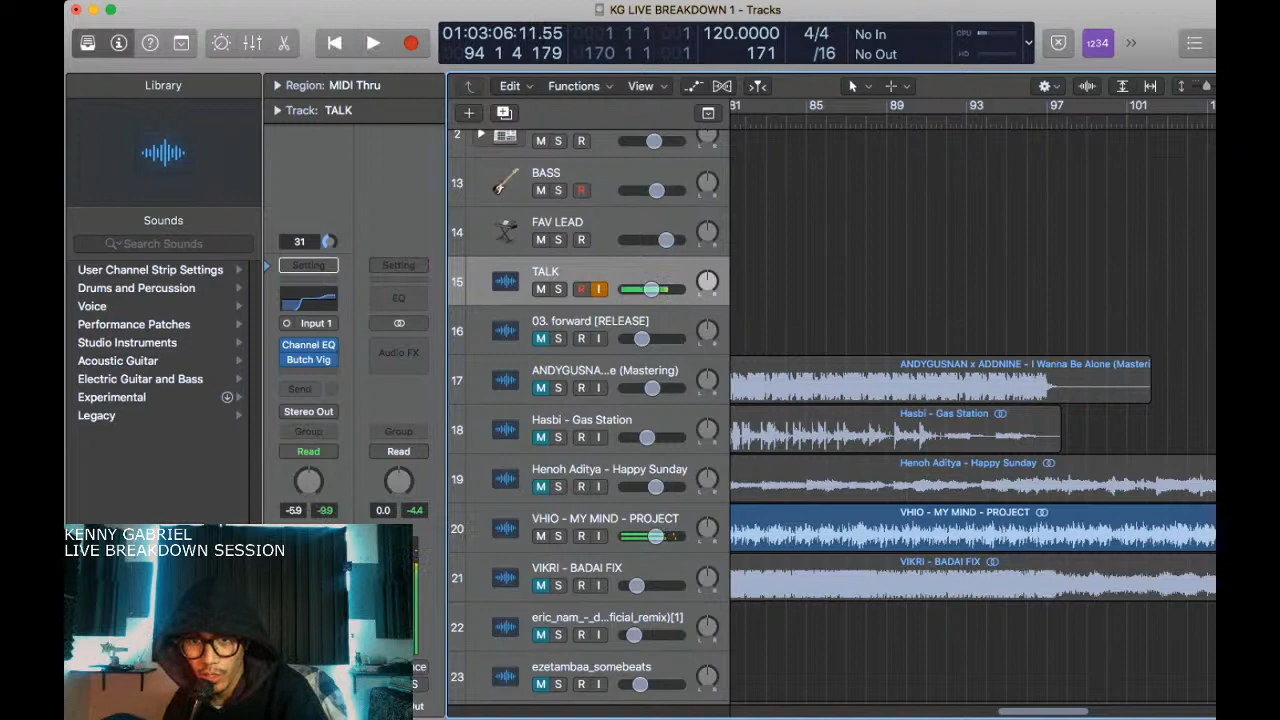 KG LIVE BREAKDOWN 1 - Tracks
01:03:06:11.55
94 1 4 179
1 1 1 1
170 1 1 1
120.0000
171
4/4
/16
No In
No Out
CPU
HD
1234
Library
Region: MIDI Thru
Track: TALK
Edit
Functions
View
81 85 89 93 97 101
Sounds
Search Sounds
User Channel Strip Settings
Drums and Percussion
Voice
Performance Patches
Studio Instruments
Acoustic Guitar
Electric Guitar and Bass
Experimental
Legacy
31
Setting
Input 1
Channel EQ
Butch Vig
Send
Stereo Out
Group
Read
-5.9 -9.9
Setting
EQ
Audio FX
Group
Read
0.0 -4.4
2
M S R
13
BASS
M S R
14
FAV LEAD
M S R
15
TALK
M S R I
16
03. forward [RELEASE]
M S R I
17
ANDYGUSNA...e (Mastering)
M S R I
18
Hasbi - Gas Station
M S R I
19
Henoh Aditya - Happy Sunday
M S R I
20
VHIO - MY MIND - PROJECT
M S R I
21
VIKRI - BADAI FIX
M S R I
22
eric_nam_-_d...ficial_remix)[1]
M S R I
23
ezetambaa_somebeats
M S R I
ANDYGUSNAN x ADDNINE - I Wanna Be Alone (Masteri
Hasbi - Gas Station
Henoh Aditya - Happy Sunday
VHIO - MY MIND - PROJECT
VIKRI - BADAI FIX
KENNY GABRIEL
LIVE BREAKDOWN SESSION